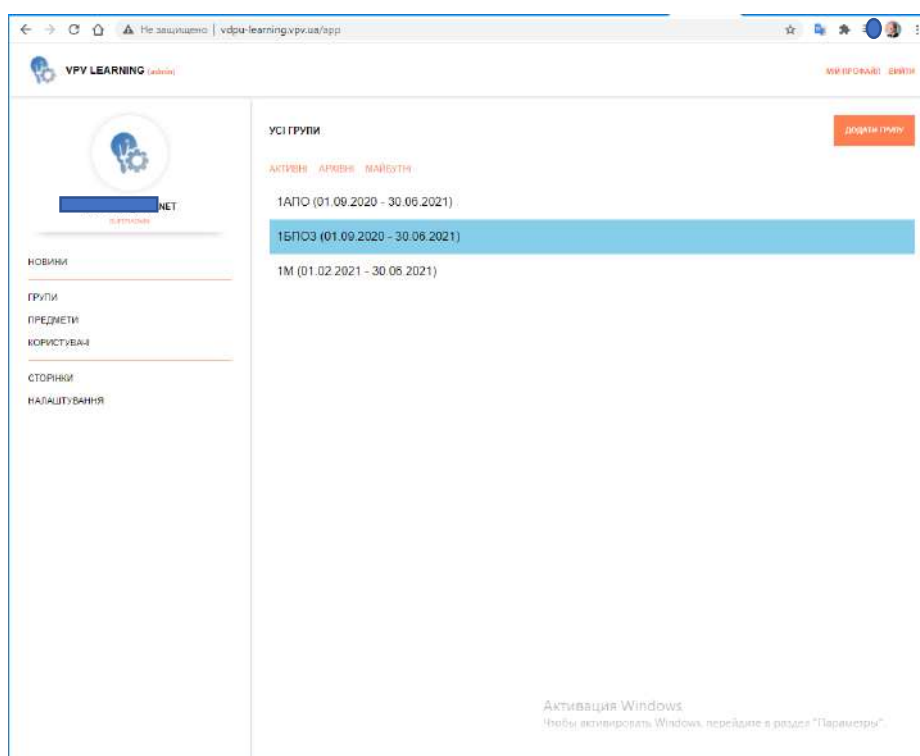 Не защищено | vdpu-learning.vpv.ua/app
VPV LEARNING (admin)
МІЙ ПРОФАЙЛ ВИЙТИ
УСІ ГРУПИ
ДОДАТИ ГРУПУ
АКТИВНІ АРХІВНІ МАЙБУТНІ
NET
1АПО (01.09.2020 - 30.06.2021)
1БПОЗ (01.09.2020 - 30.06.2021)
1М (01.02.2021 - 30.06.2021)
НОВИНИ
ГРУПИ
ПРЕДМЕТИ
КОРИСТУВАЧІ
СТОРІНКИ
НАЛАШТУВАННЯ
Активация Windows
Чтобы активировать Windows, перейдите в раздел "Параметры".